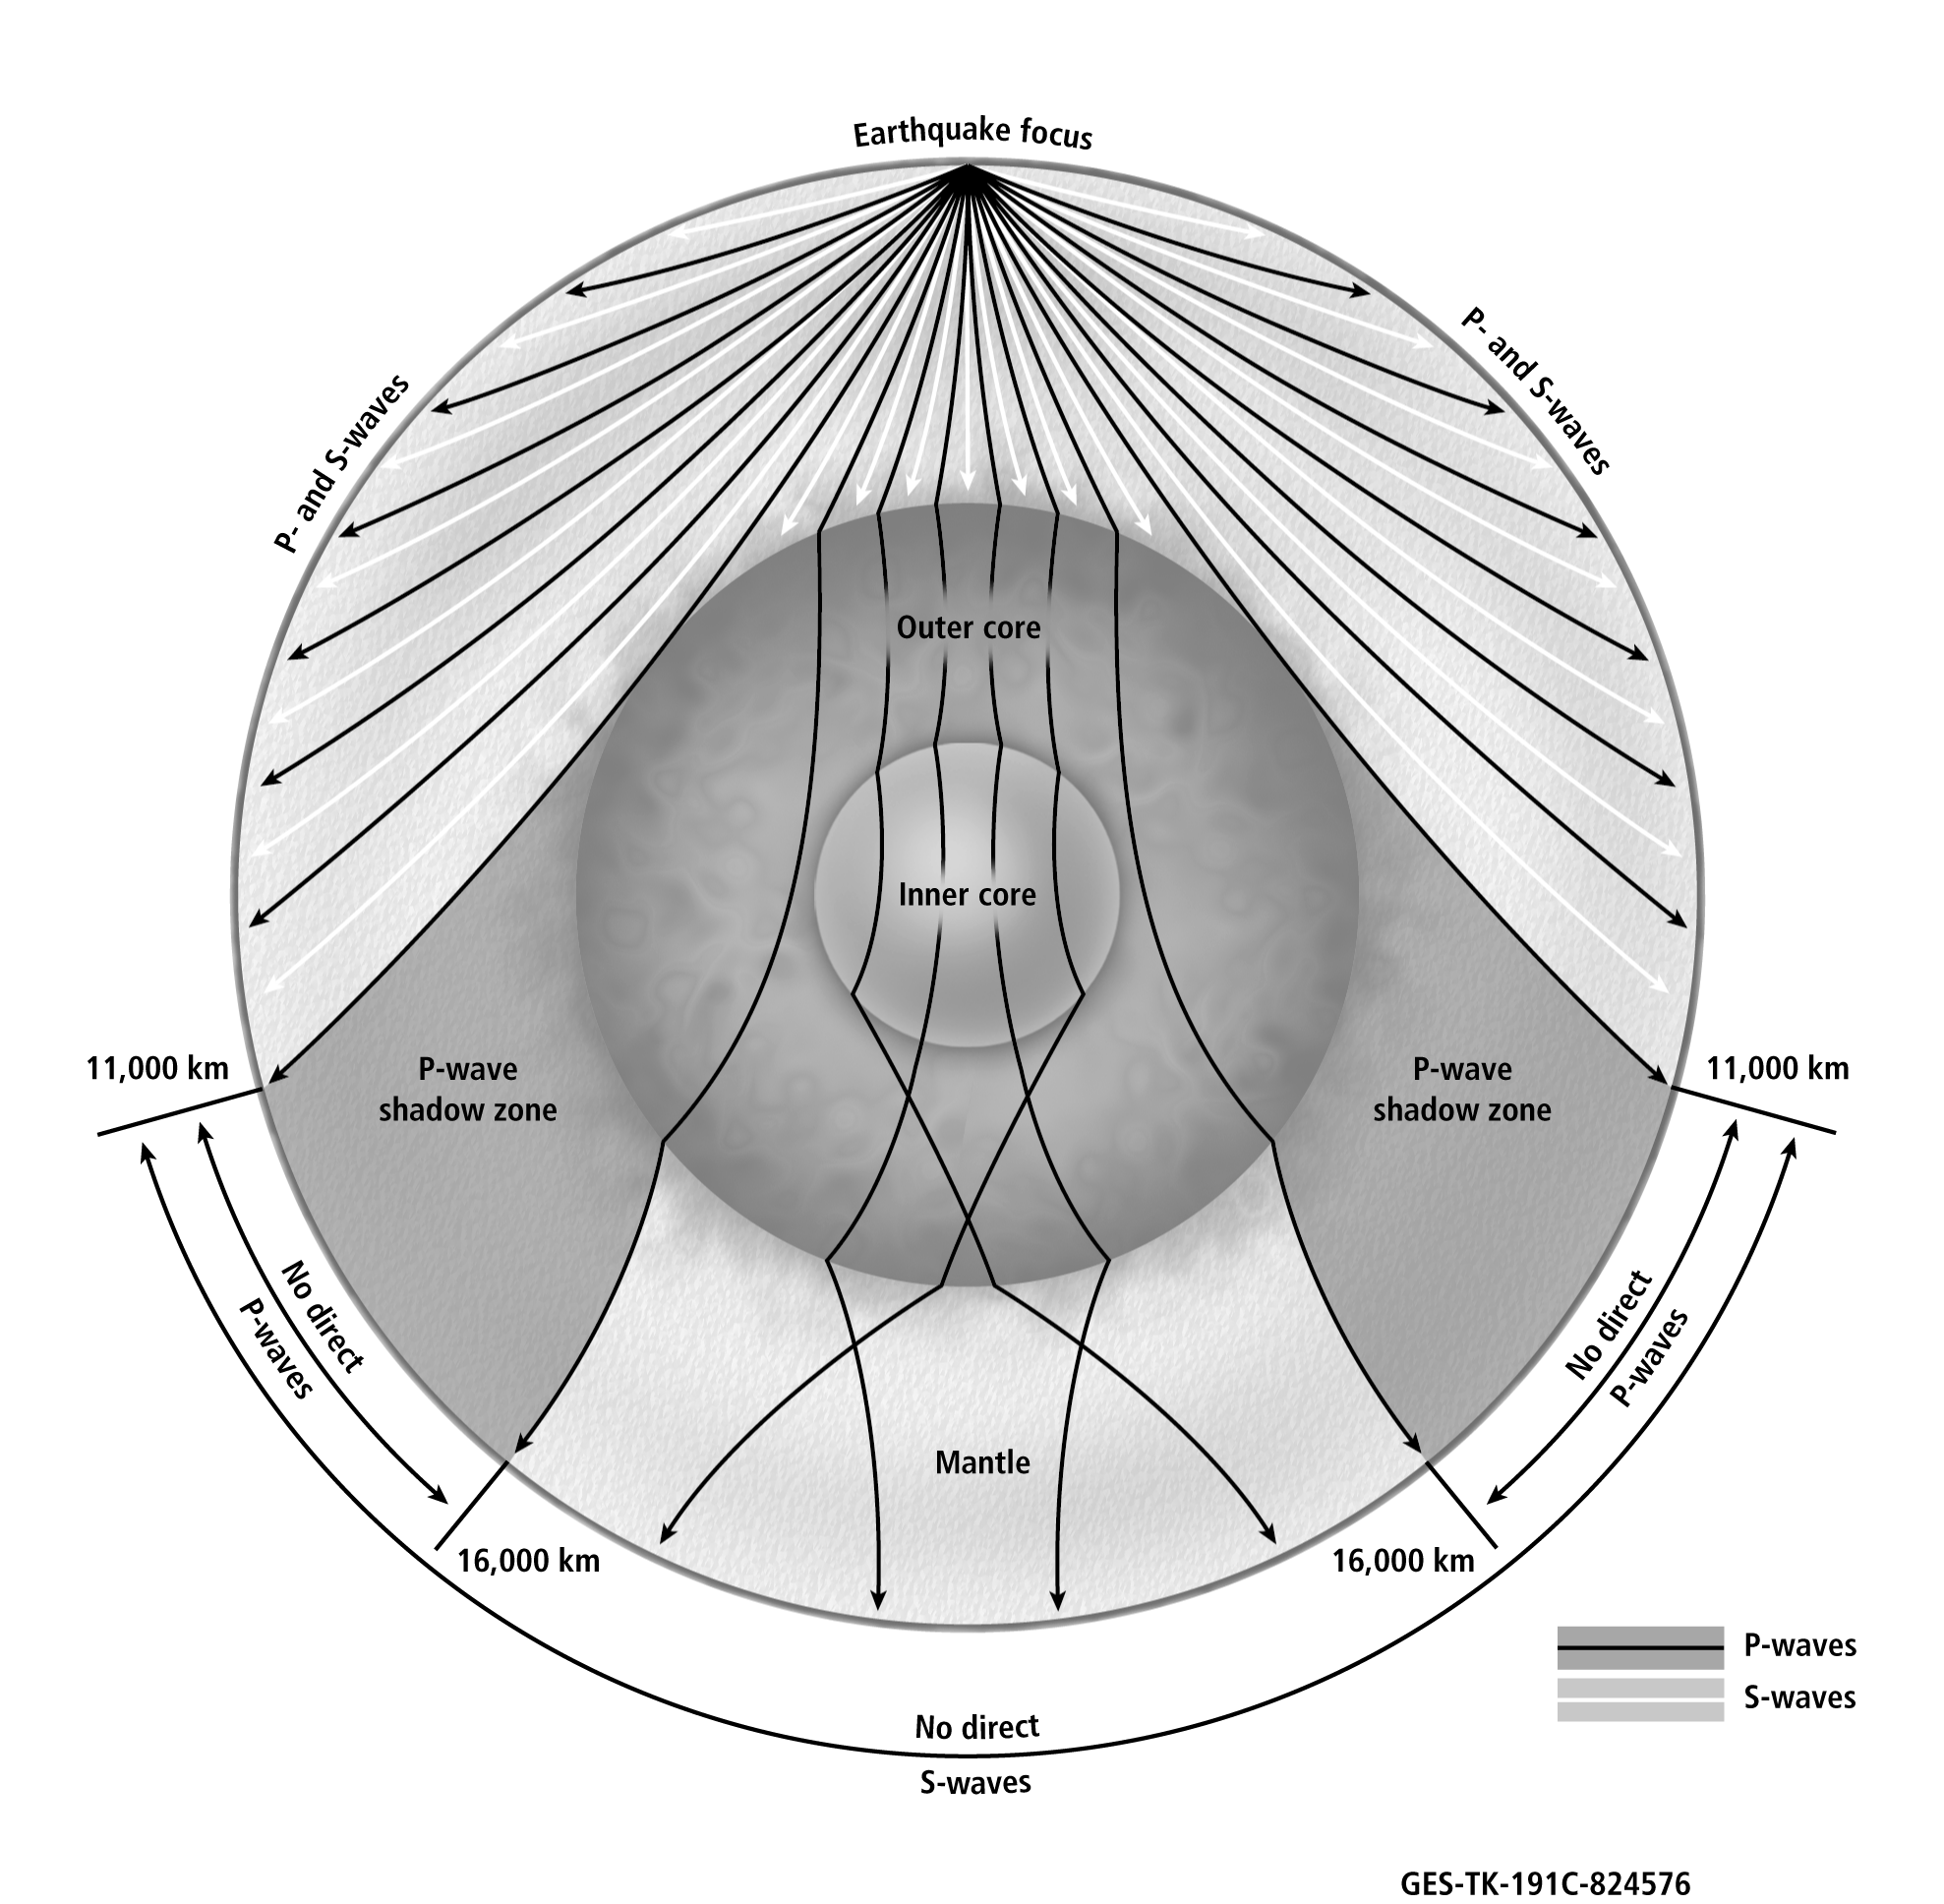 Earthquake focus
P- and S-waves
P- and S-waves
Outer core
Inner core
11,000 km
11,000 km
P-wave
shadow zone
P-wave
shadow zone
No direct
P-waves
No direct
P-waves
Mantle
16,000 km
16,000 km
P-waves
S-waves
No direct
S-waves
GES-TK-191C-824576